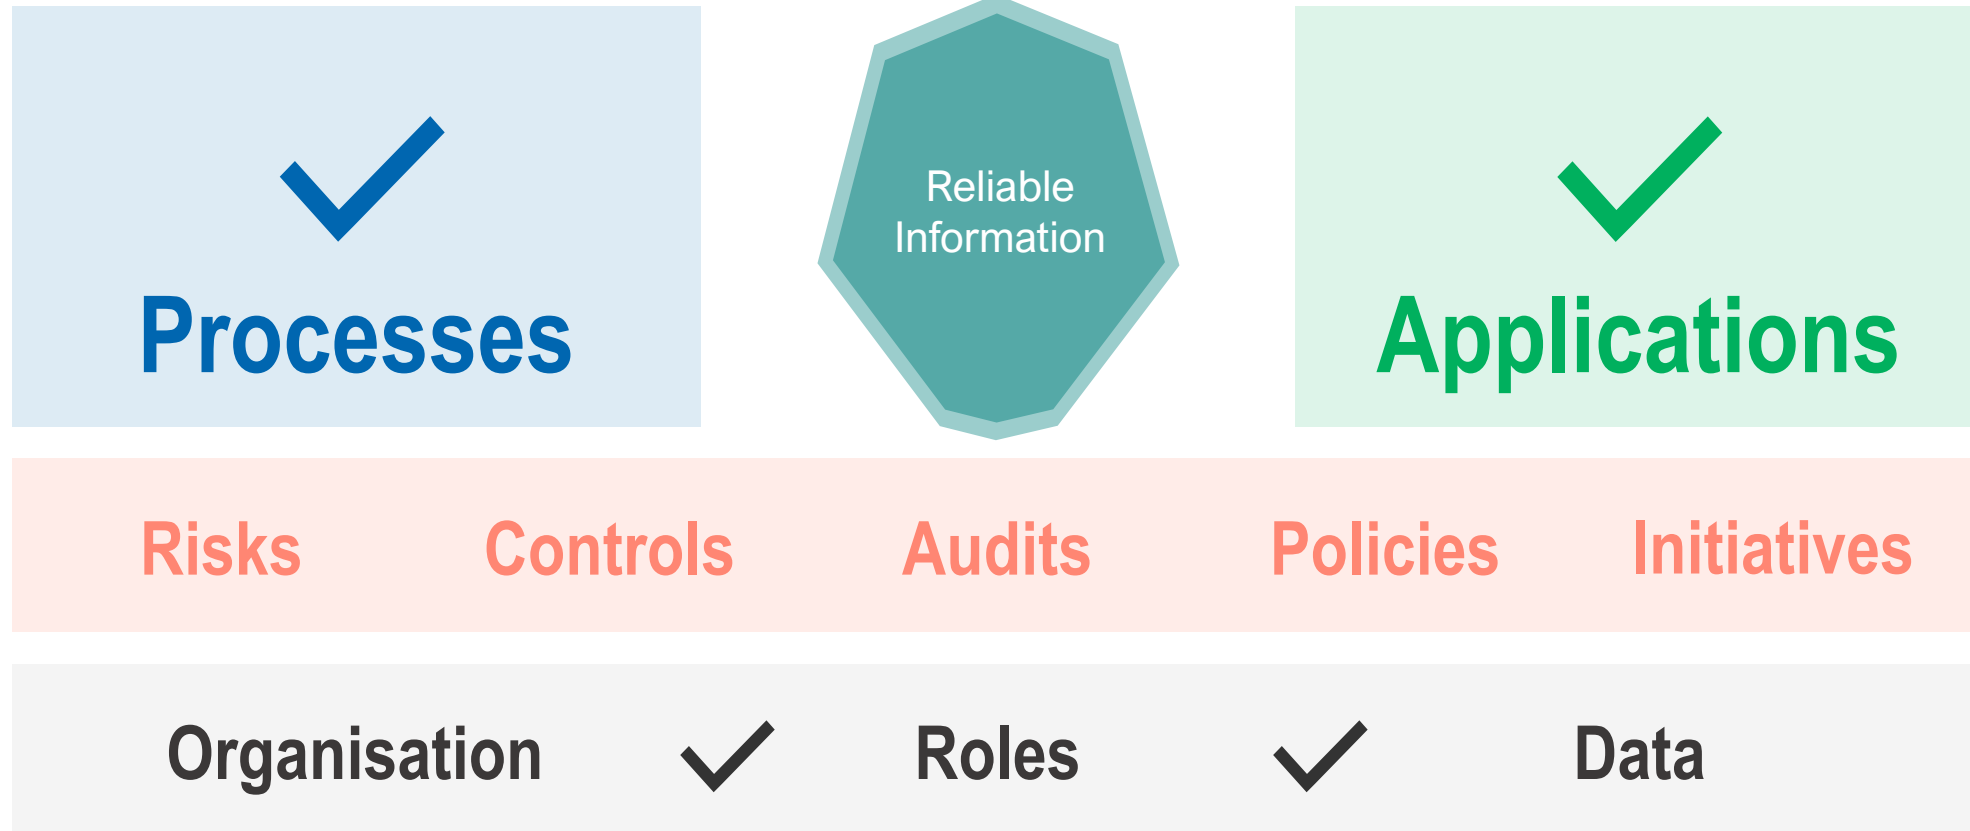 Reliable
Information
Processes
Applications
Risks Controls Audits Policies Initiatives
Organisation Roles Data